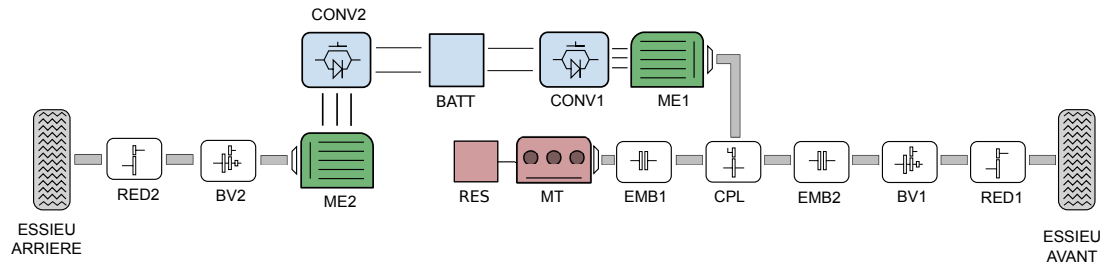 CONV2
BATT
CONV1
ME1
RED2
BV2
ME2
RES
MT
EMB1
CPL
EMB2
BV1
RED1
ESSIEU
ARRIERE
ESSIEU
AVANT